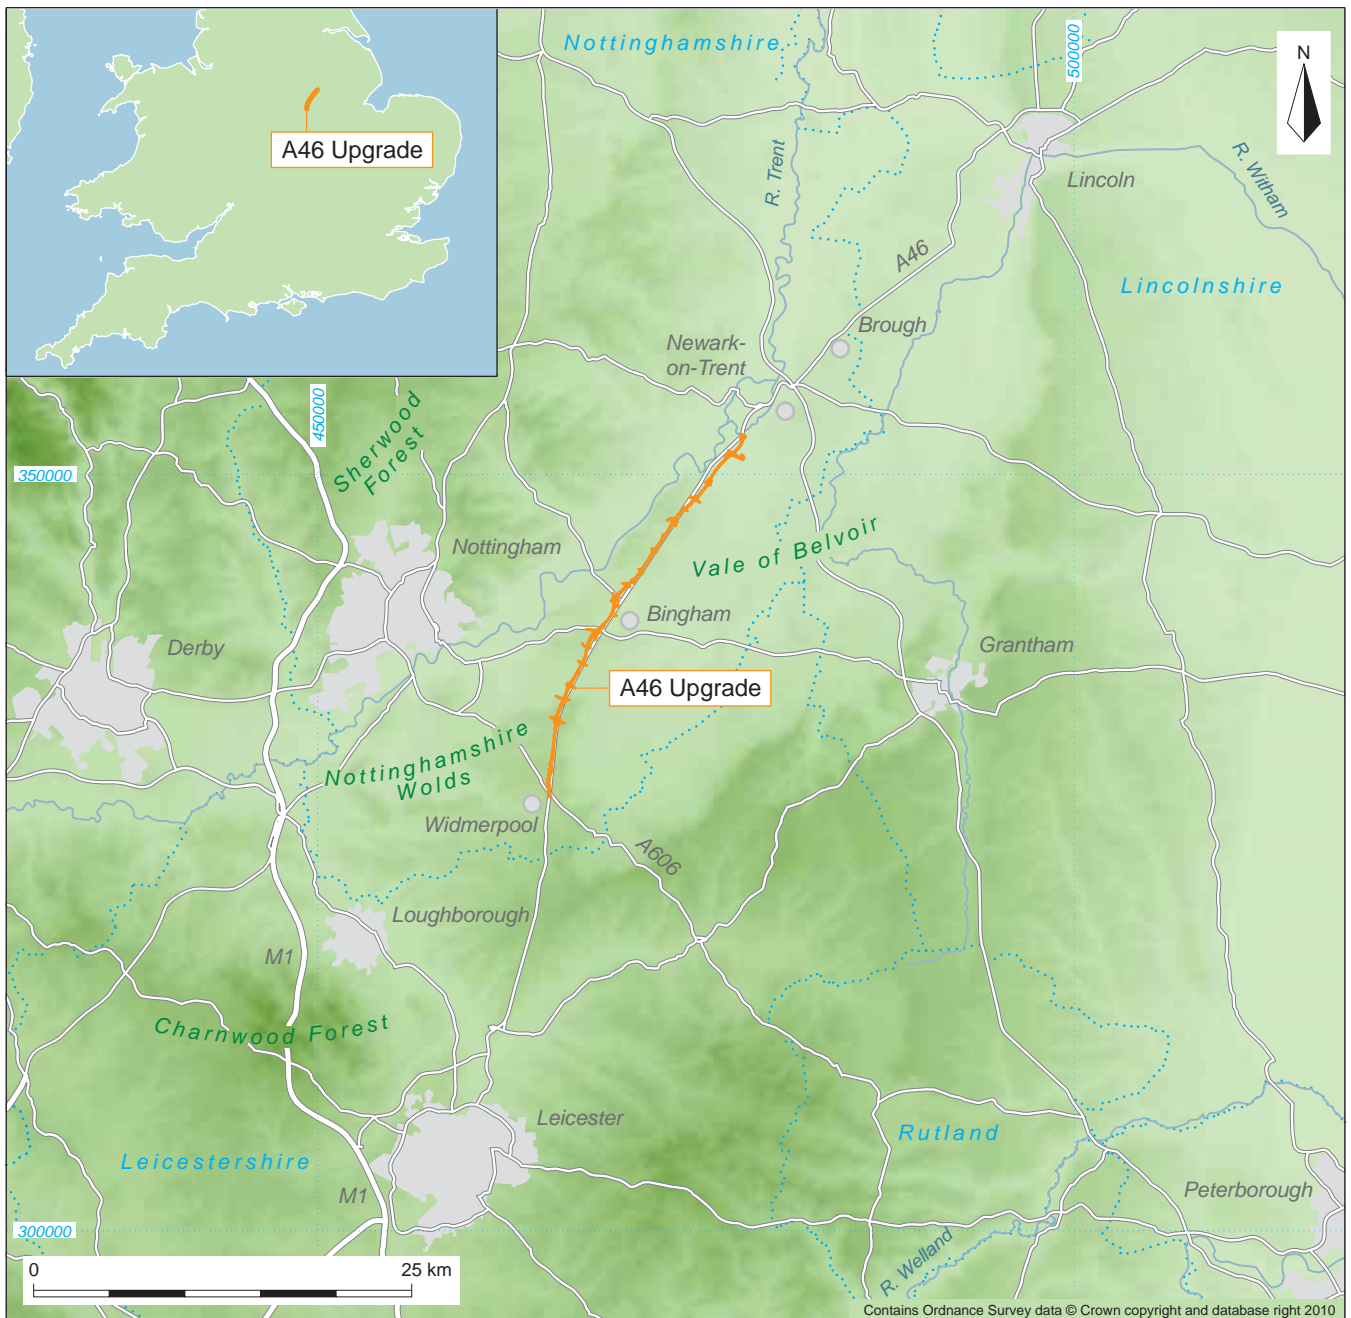 A46 Upgrade
Nottinghamshire
500000
N
R. Trent
R. Witham
Lincoln
A46
Lincolnshire
Brough
Newark-
on-Trent
450000
Sherwood
Forest
350000
Nottingham
Vale of Belvoir
Bingham
Derby
Grantham
A46 Upgrade
Nottinghamshire
Wolds
Widmerpool
A606
Loughborough
M1
Charnwood Forest
Leicester
Rutland
Leicestershire
M1
Peterborough
300000
R. Welland
0
25 km
Contains Ordnance Survey data © Crown copyright and database right 2010